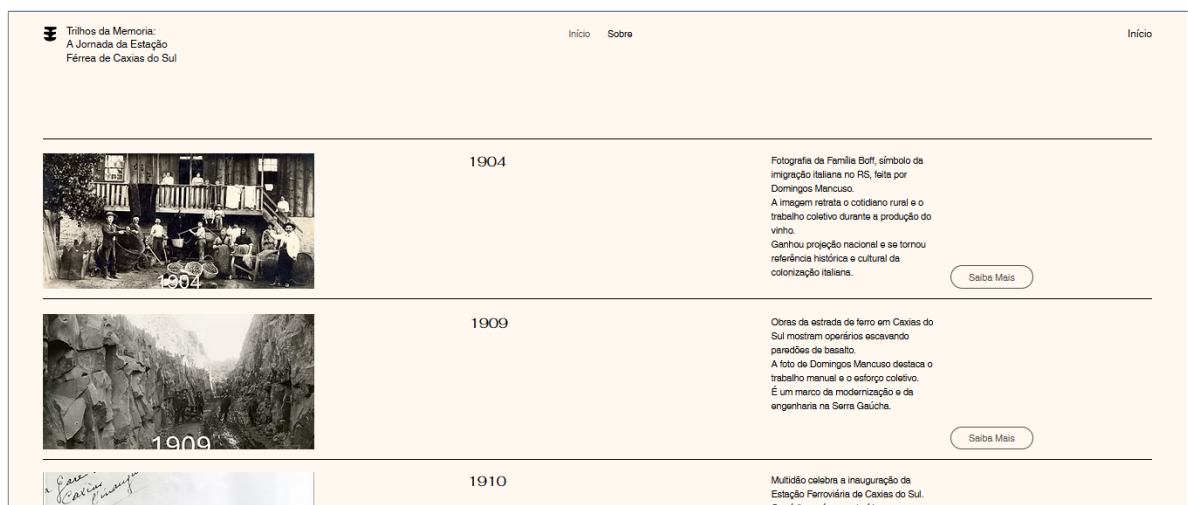 Trilhos da Memoria:
A Jornada da Estação
Férrea de Caxias do Sul
Início
Sobre
Início
1904
1904
Fotografia da Família Boff, símbolo da
imigração italiana no RS, feita por
Domingos Mancuso.
A imagem retrata o cotidiano rural e o
trabalho coletivo durante a produção do
vinho.
Ganhou projeção nacional e se tornou
referência histórica e cultural da
colonização italiana.
Saiba Mais
1909
1909
Obras da estrada de ferro em Caxias do
Sul mostram operários escavando
paredões de basalto.
A foto de Domingos Mancuso destaca o
trabalho manual e o esforço coletivo.
É um marco da modernização e da
engenharia na Serra Gaúcha.
Saiba Mais
Gare
Caxias
1910
Multidão celebra a inauguração da
Estação Ferroviária de Caxias do Sul.